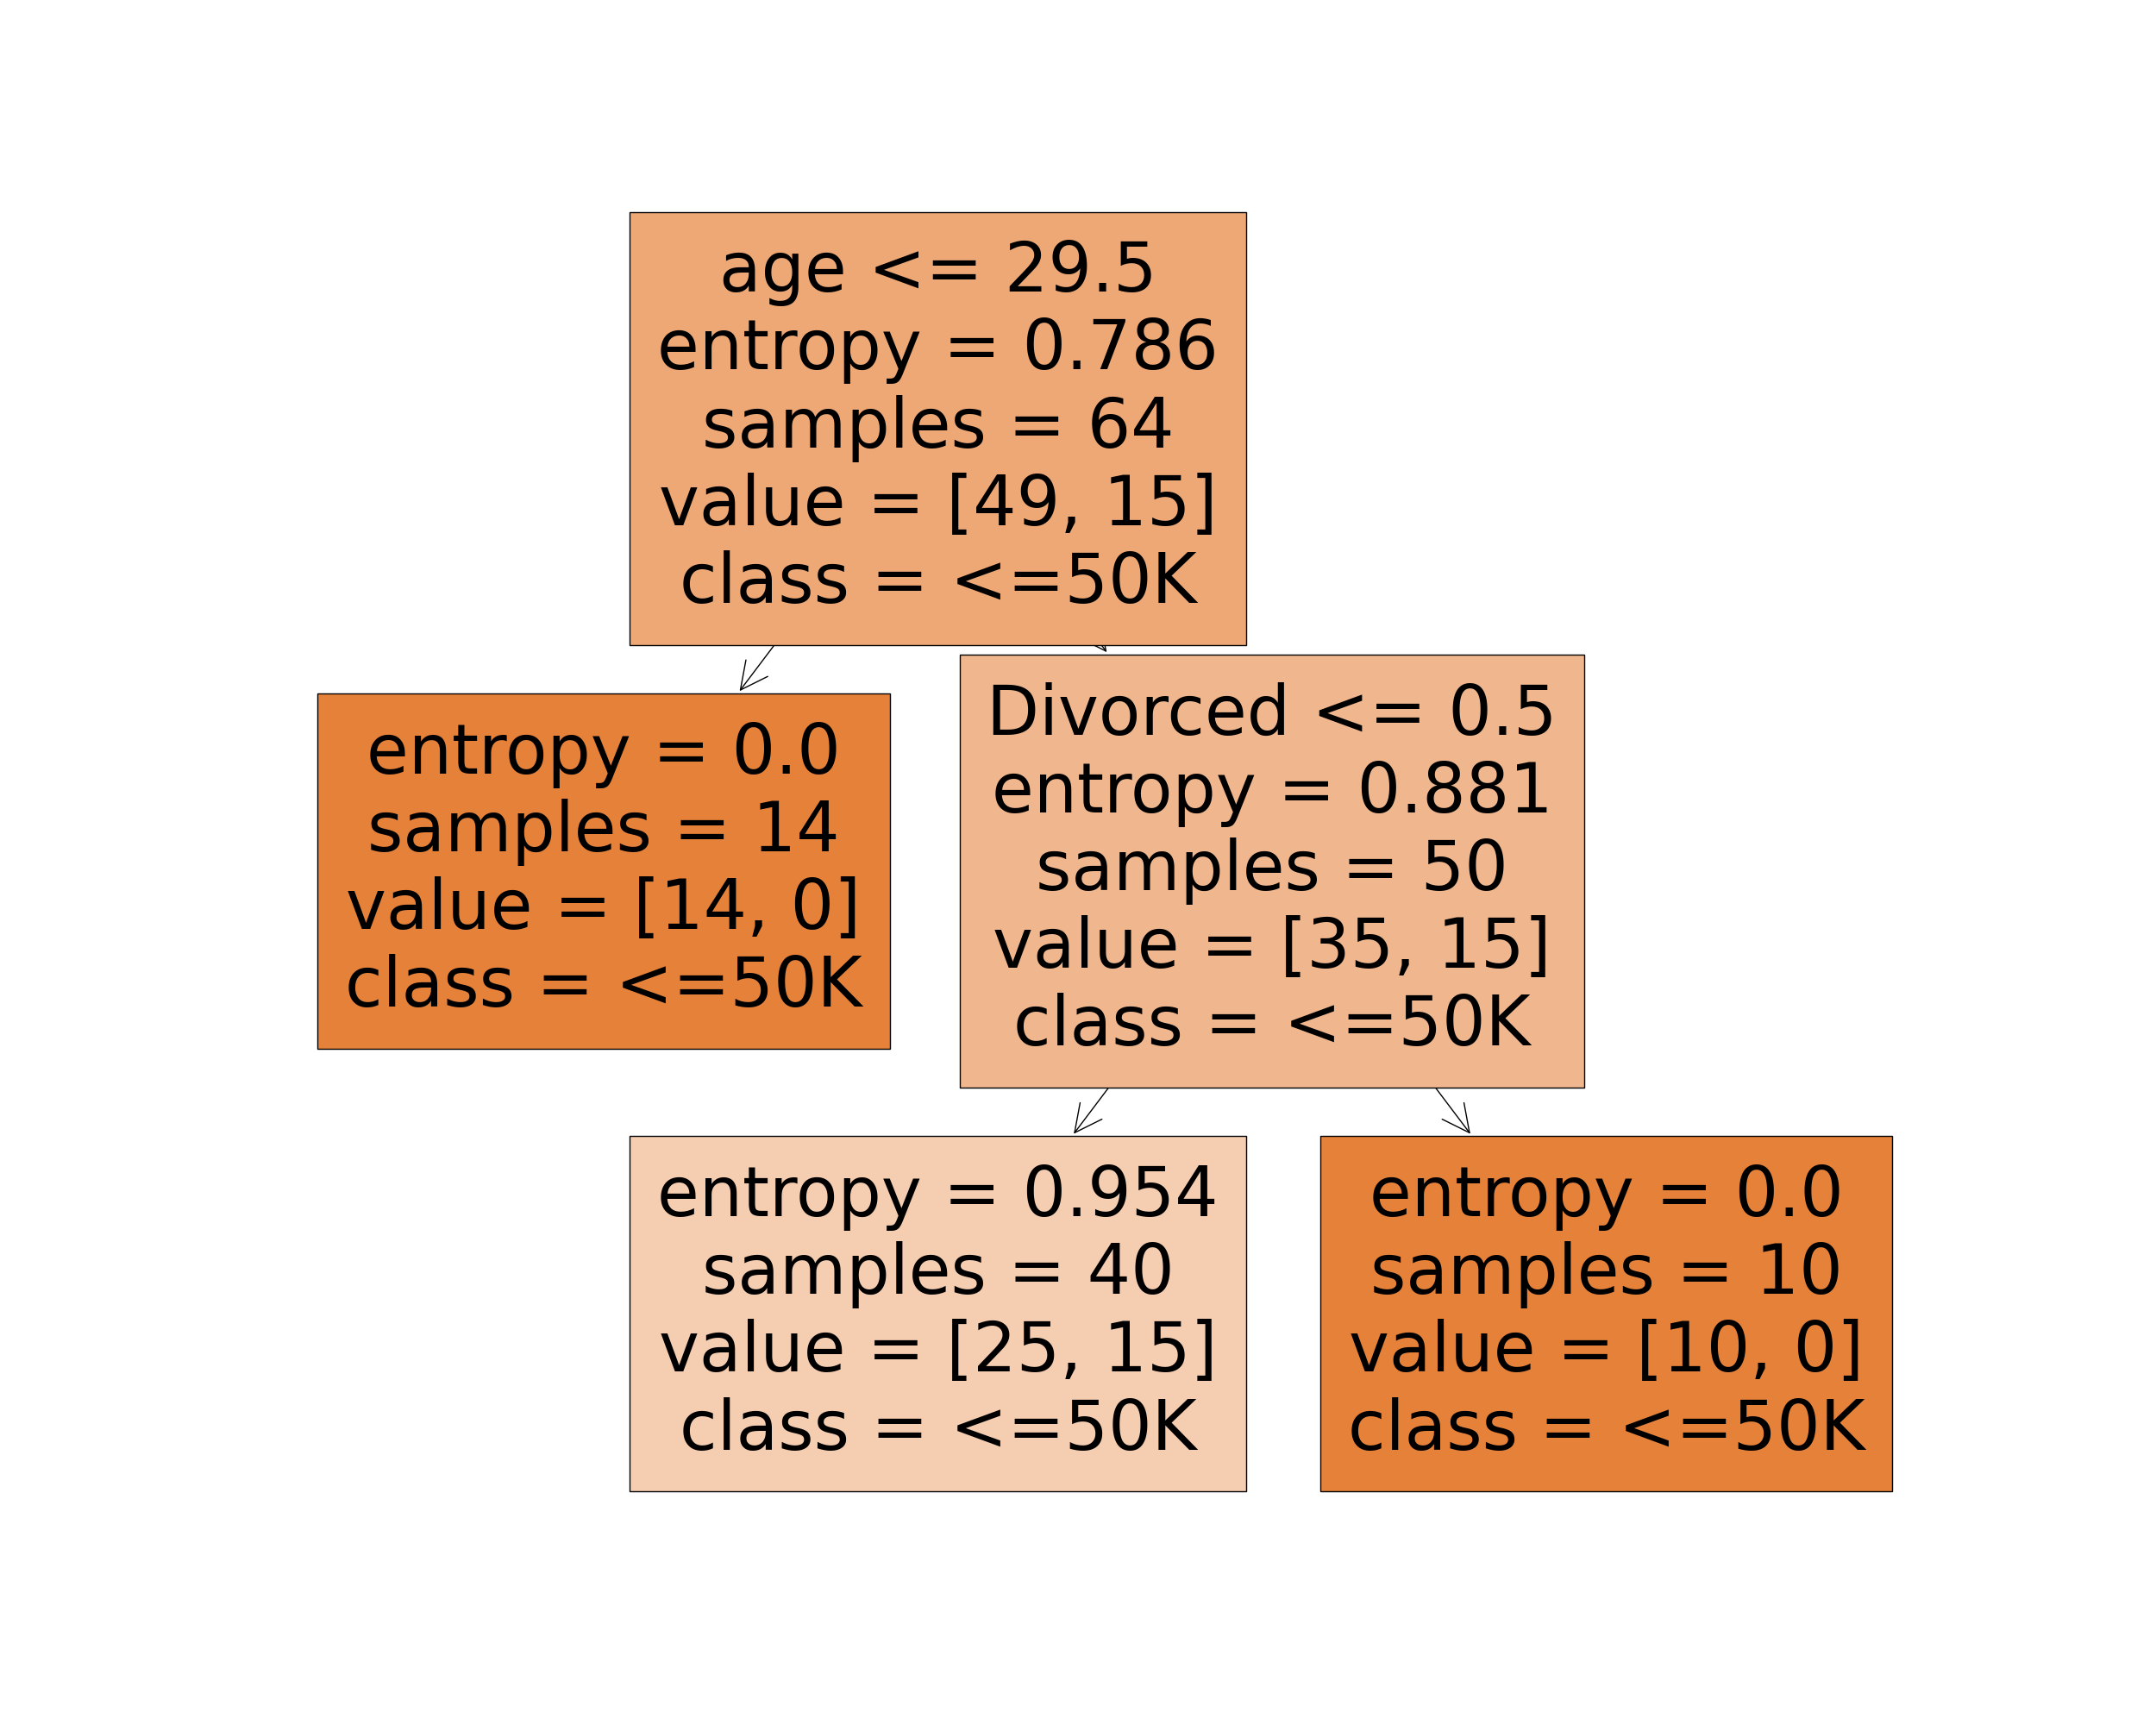 age <= 29.5
entropy = 0.786
samples = 64
value = [49, 15]
class = <=50K
entropy = 0.0
samples = 14
value = [14, 0]
class = <=50K
Divorced <= 0.5
entropy = 0.881
samples = 50
value = [35, 15]
class = <=50K
entropy = 0.954
samples = 40
value = [25, 15]
class = <=50K
entropy = 0.0
samples = 10
value = [10, 0]
class = <=50K